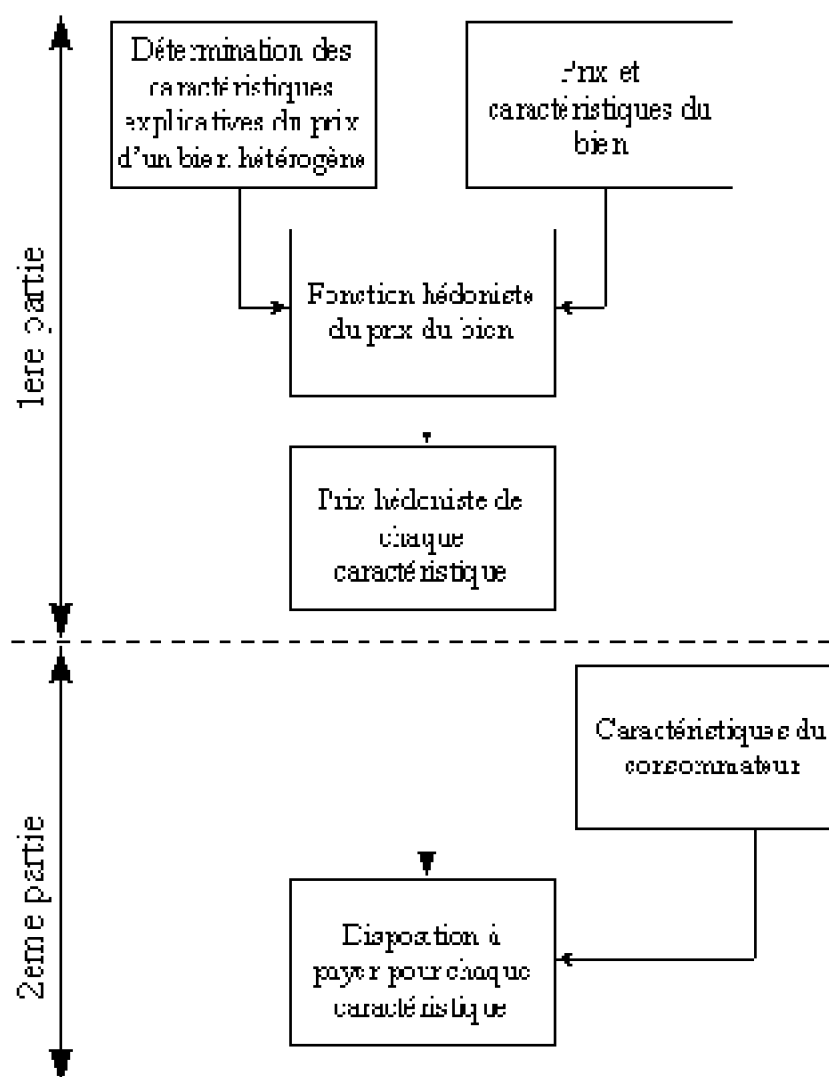 Détermination des
caractéristiques
explicatives du prix
d'un bien hétérogène
Prix et
caractéristiques du
bien
1ere partie
Fonction hédoniste
du prix du bien
Prix hédoniste de
chaque
caractéristique
Caractéristiques du
consommateur
2eme partie
Disposition à
payer pour chaque
caractéristique